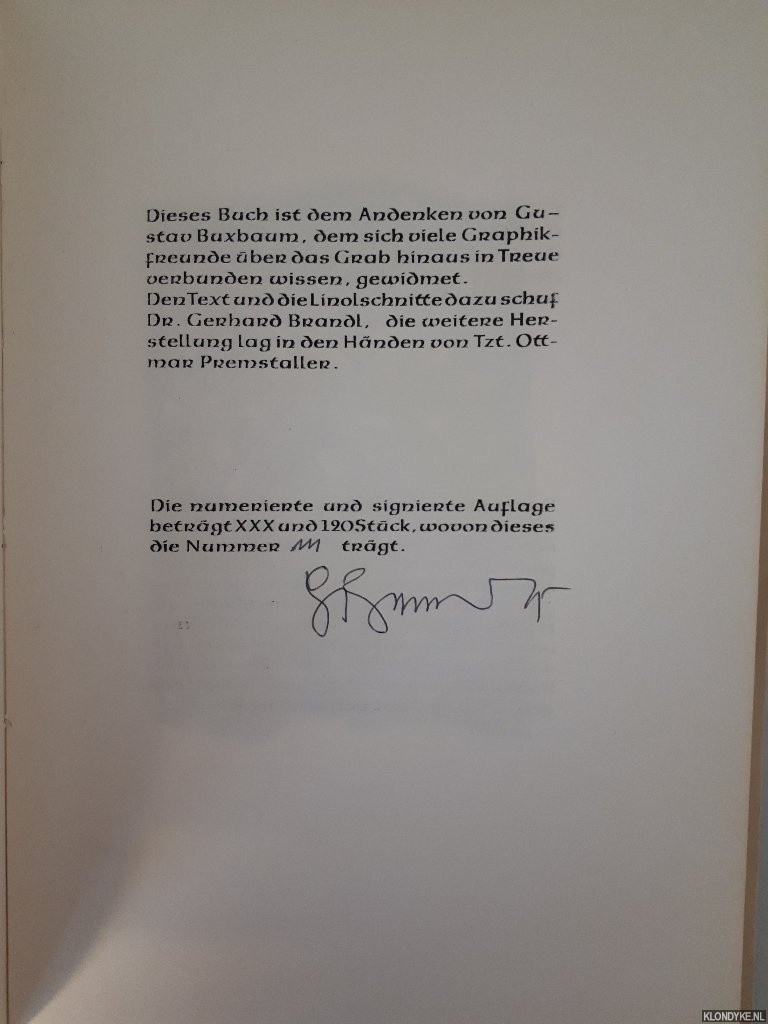 Dieses Buch ist dem Andenken von Gu-
stav Buxbaum, dem sich viele Graphik-
freunde über das Grab hinaus in Treue
verbunden wissen, gewidmet.
Den Text und die Linolschnitte dazu schuf
Dr. Gerhard Brandl, die weitere Her-
stellung lag in den Händen von Tzt. Ott-
mar Premstaller.
Die numerierte und signierte Auflage
beträgt XXX und 120 Stück, wovon dieses
die Nummer 111 trägt.
KLONDYKE.NL